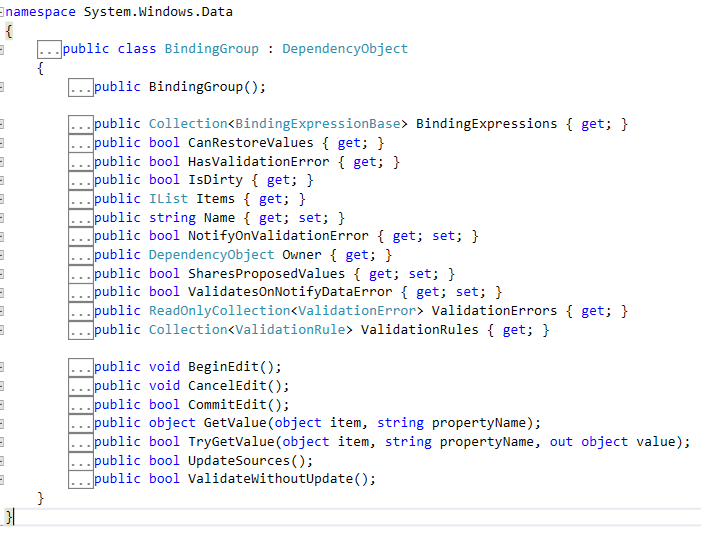 namespace System.Windows.Data
{
...public class BindingGroup : DependencyObject
{
...public BindingGroup();
...public Collection<BindingExpressionBase> BindingExpressions { get; }
...public bool CanRestoreValues { get; }
...public bool HasValidationError { get; }
...public bool IsDirty { get; }
...public IList Items { get; }
...public string Name { get; set; }
...public bool NotifyOnValidationError { get; set; }
...public DependencyObject Owner { get; }
...public bool SharesProposedValues { get; set; }
...public bool ValidatesOnNotifyDataError { get; set; }
...public ReadOnlyCollection<ValidationError> ValidationErrors { get; }
...public Collection<ValidationRule> ValidationRules { get; }
...public void BeginEdit();
...public void CancelEdit();
...public bool CommitEdit();
...public object GetValue(object item, string propertyName);
...public bool TryGetValue(object item, string propertyName, out object value);
...public bool UpdateSources();
...public bool ValidateWithoutUpdate();
}
}